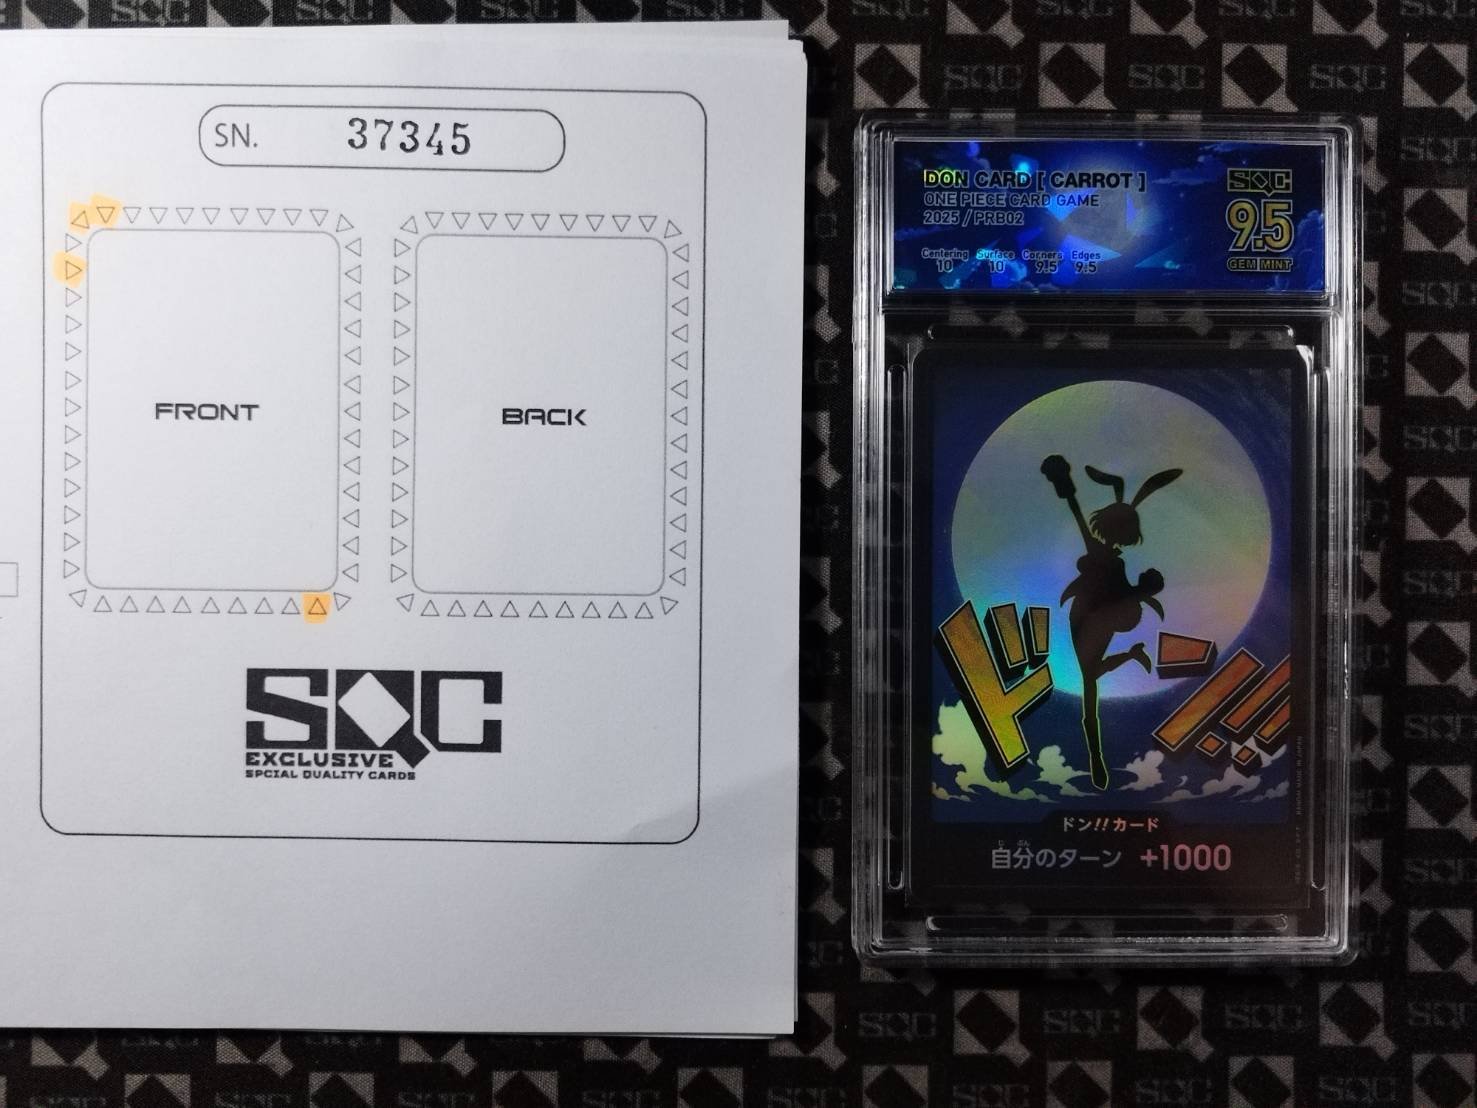 SN. 37345
FRONT
BACK
SQC
EXCLUSIVE
SPCIAL QUALITY CARDS
DON CARD [ CARROT ]
ONE PIECE CARD GAME
2025 / PRB02
Centering Surface Corners Edges
10 10 9.5 9.5
SQC
9.5
GEM MINT
ドン!!
ドン!!カード
自分のターン +1000